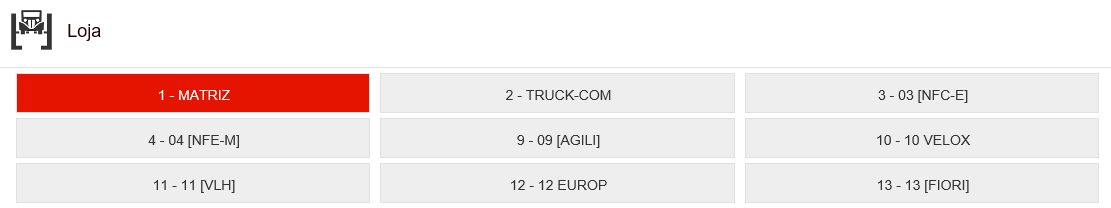 Loja
1 - MATRIZ
2 - TRUCK-COM
3 - 03 [NFC-E]
4 - 04 [NFE-M]
9 - 09 [AGILI]
10 - 10 VELOX
11 - 11 [VLH]
12 - 12 EUROP
13 - 13 [FIORI]